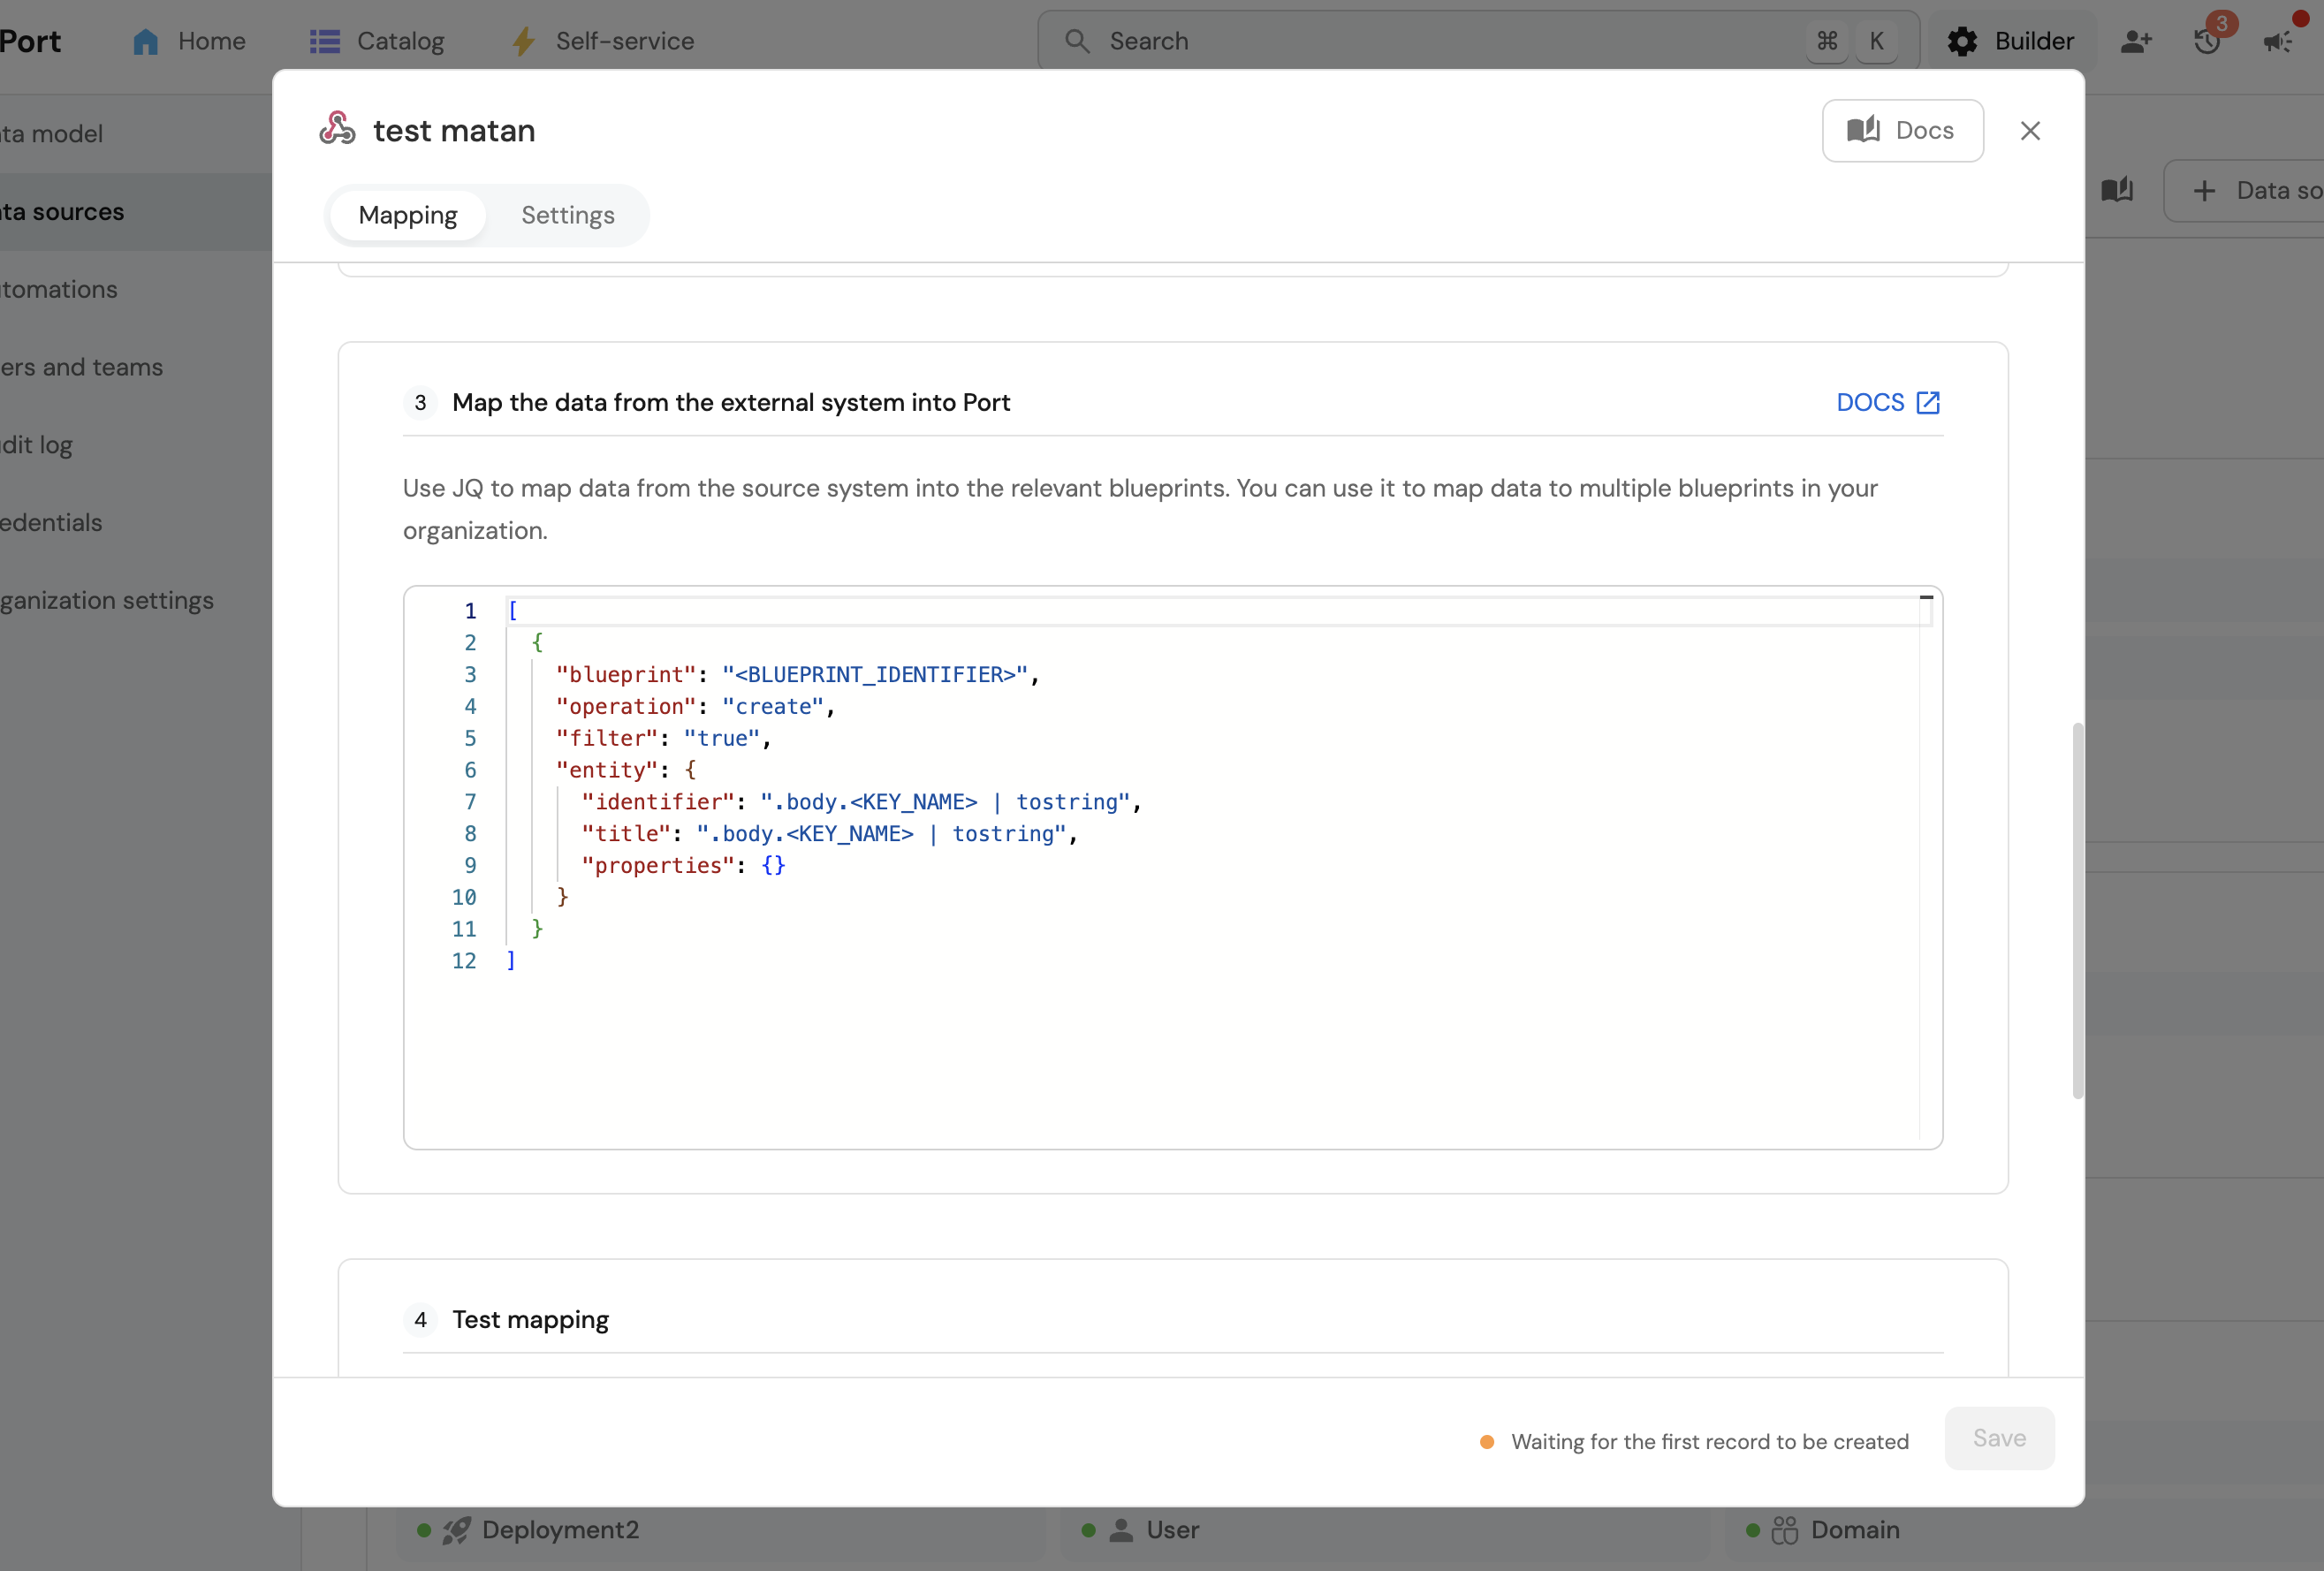 Port
Home
Catalog
Self-service
Search
⌘ K
Builder
3
ta model
ta sources
tomations
ers and teams
dit log
edentials
ganization settings
+ Data so
test matan
Docs
Mapping
Settings
3 Map the data from the external system into Port
DOCS
Use JQ to map data from the source system into the relevant blueprints. You can use it to map data to multiple blueprints in your
organization.
1 [
2 {
3 "blueprint": "<BLUEPRINT_IDENTIFIER>",
4 "operation": "create",
5 "filter": "true",
6 "entity": {
7 "identifier": ".body.<KEY_NAME> | tostring",
8 "title": ".body.<KEY_NAME> | tostring",
9 "properties": {}
10 }
11 }
12 ]
4 Test mapping
Waiting for the first record to be created
Save
Deployment2
User
Domain